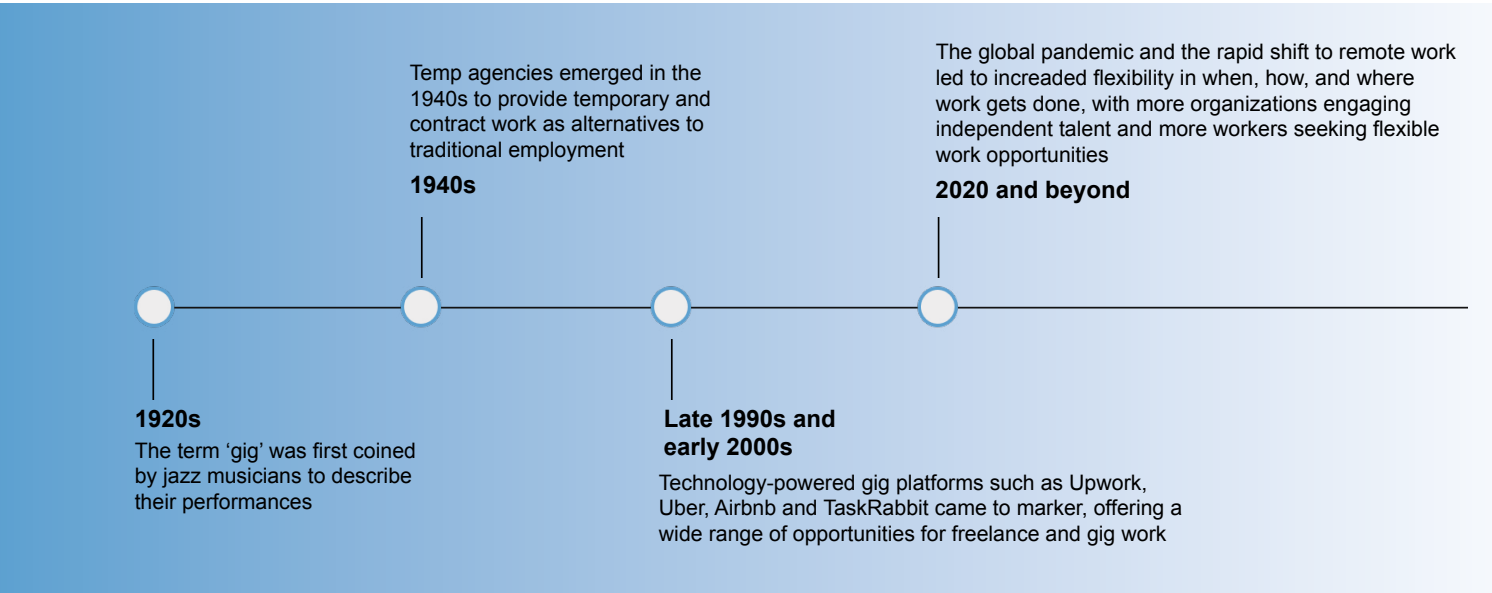 1920s
The term ‘gig’ was first coined
by jazz musicians to describe
their performances
Temp agencies emerged in the
1940s to provide temporary and
contract work as alternatives to
traditional employment
1940s
Late 1990s and
early 2000s
Technology-powered gig platforms such as Upwork,
Uber, Airbnb and TaskRabbit came to marker, offering a
wide range of opportunities for freelance and gig work
The global pandemic and the rapid shift to remote work
led to increaded flexibility in when, how, and where
work gets done, with more organizations engaging
independent talent and more workers seeking flexible
work opportunities
2020 and beyond